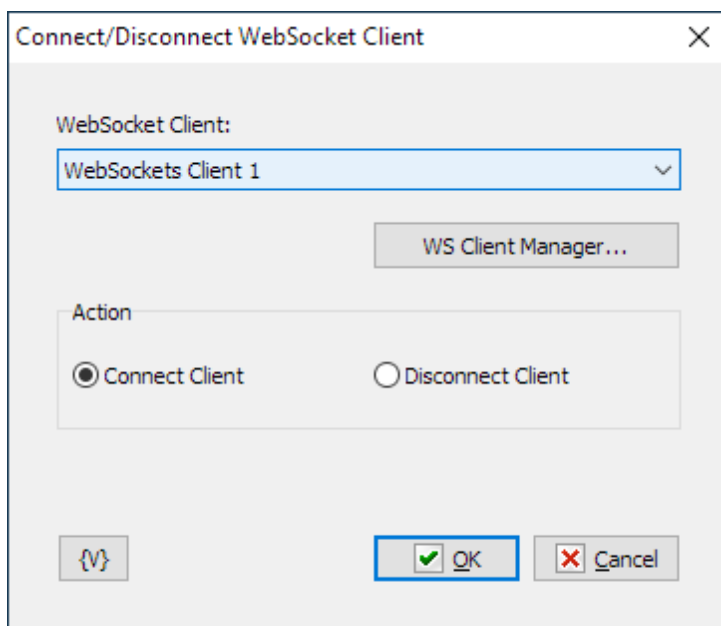 Connect/Disconnect WebSocket Client
WebSocket Client:
WebSockets Client 1
WS Client Manager...
Action
Connect Client
Disconnect Client
{V}
OK
Cancel